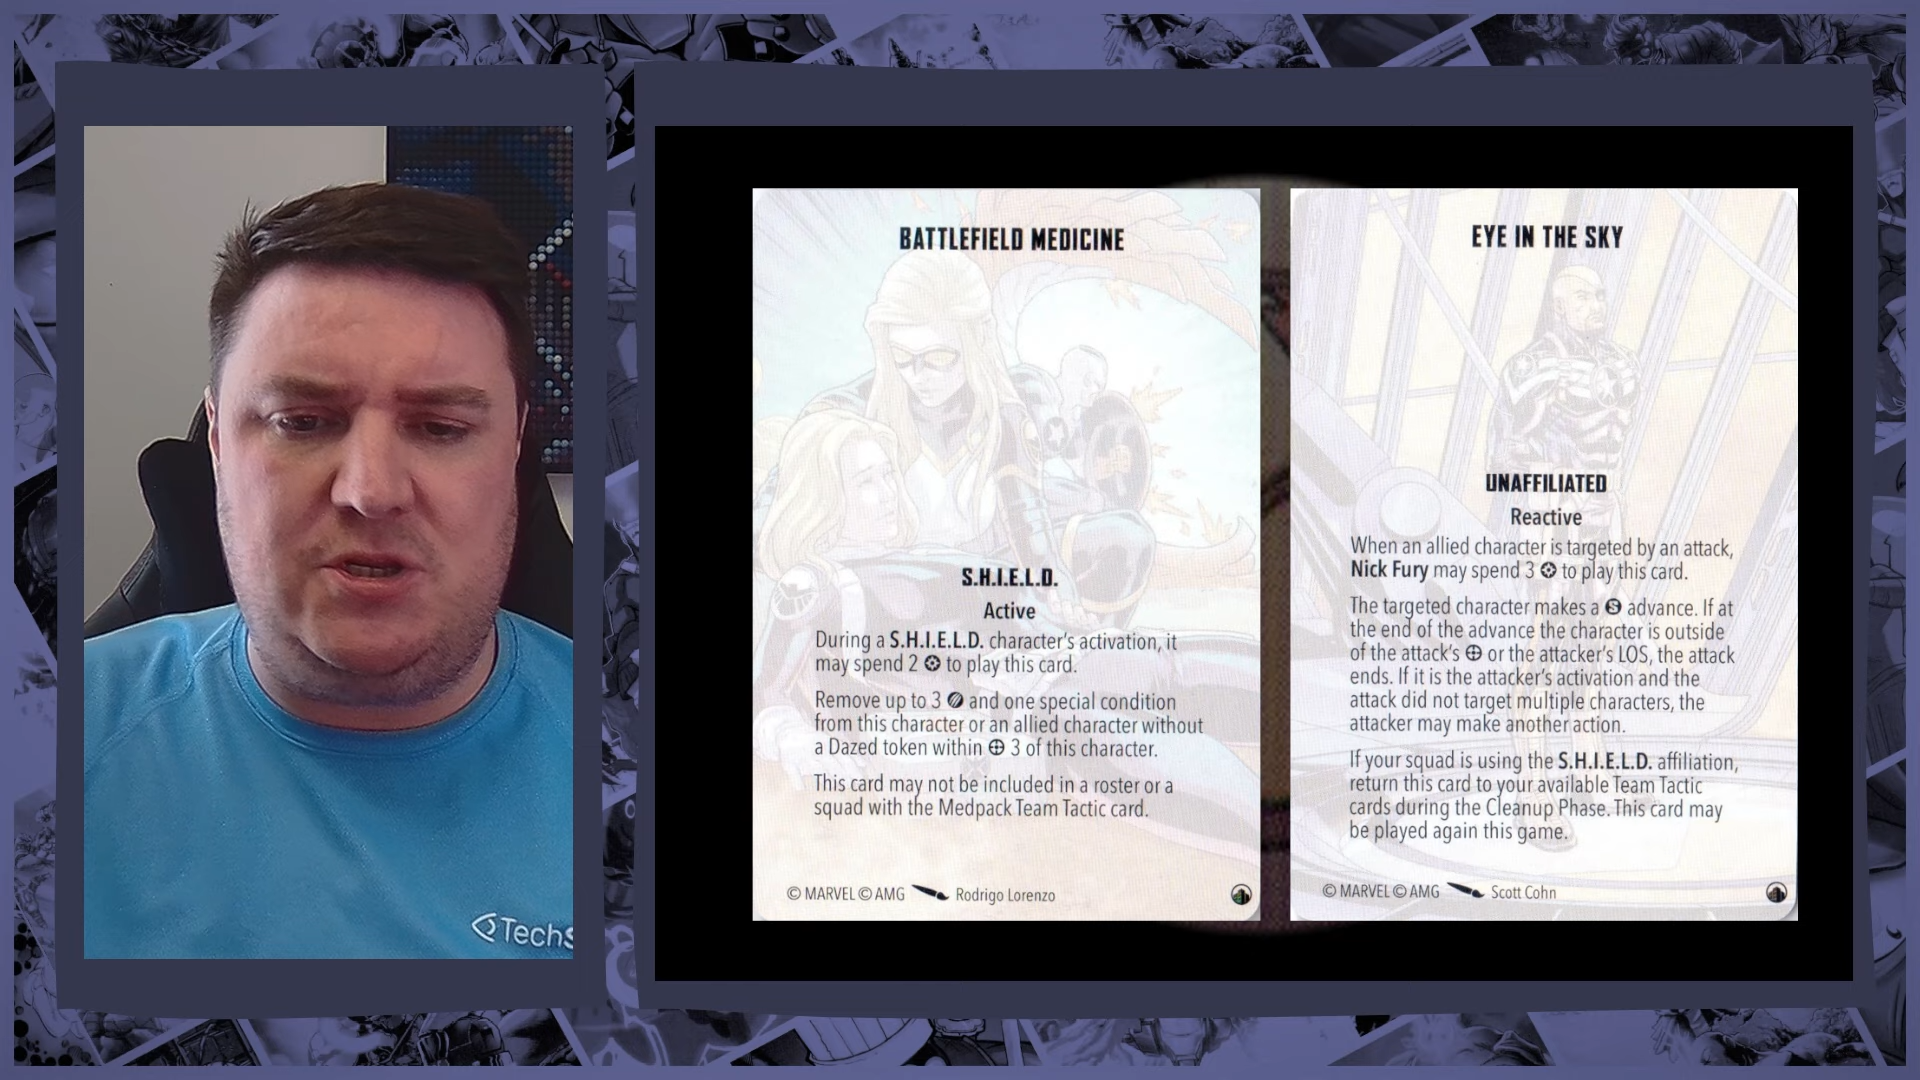 BATTLEFIELD MEDICINE
S.H.I.E.L.D.
Active
During a S.H.I.E.L.D. character's activation, it
may spend 2 to play this card.
Remove up to 3 and one special condition
from this character or an allied character without
a Dazed token within 3 of this character.
This card may not be included in a roster or a
squad with the Medpack Team Tactic card.
© MARVEL © AMG Rodrigo Lorenzo
EYE IN THE SKY
UNAFFILIATED
Reactive
When an allied character is targeted by an attack,
Nick Fury may spend 3 to play this card.
The targeted character makes a S advance. If at
the end of the advance the character is outside
of the attack's or the attacker's LOS, the attack
ends. If it is the attacker's activation and the
attack did not target multiple characters, the
attacker may make another action.
If your squad is using the S.H.I.E.L.D. affiliation,
return this card to your available Team Tactic
cards during the Cleanup Phase. This card may
be played again this game.
© MARVEL © AMG Scott Cohn